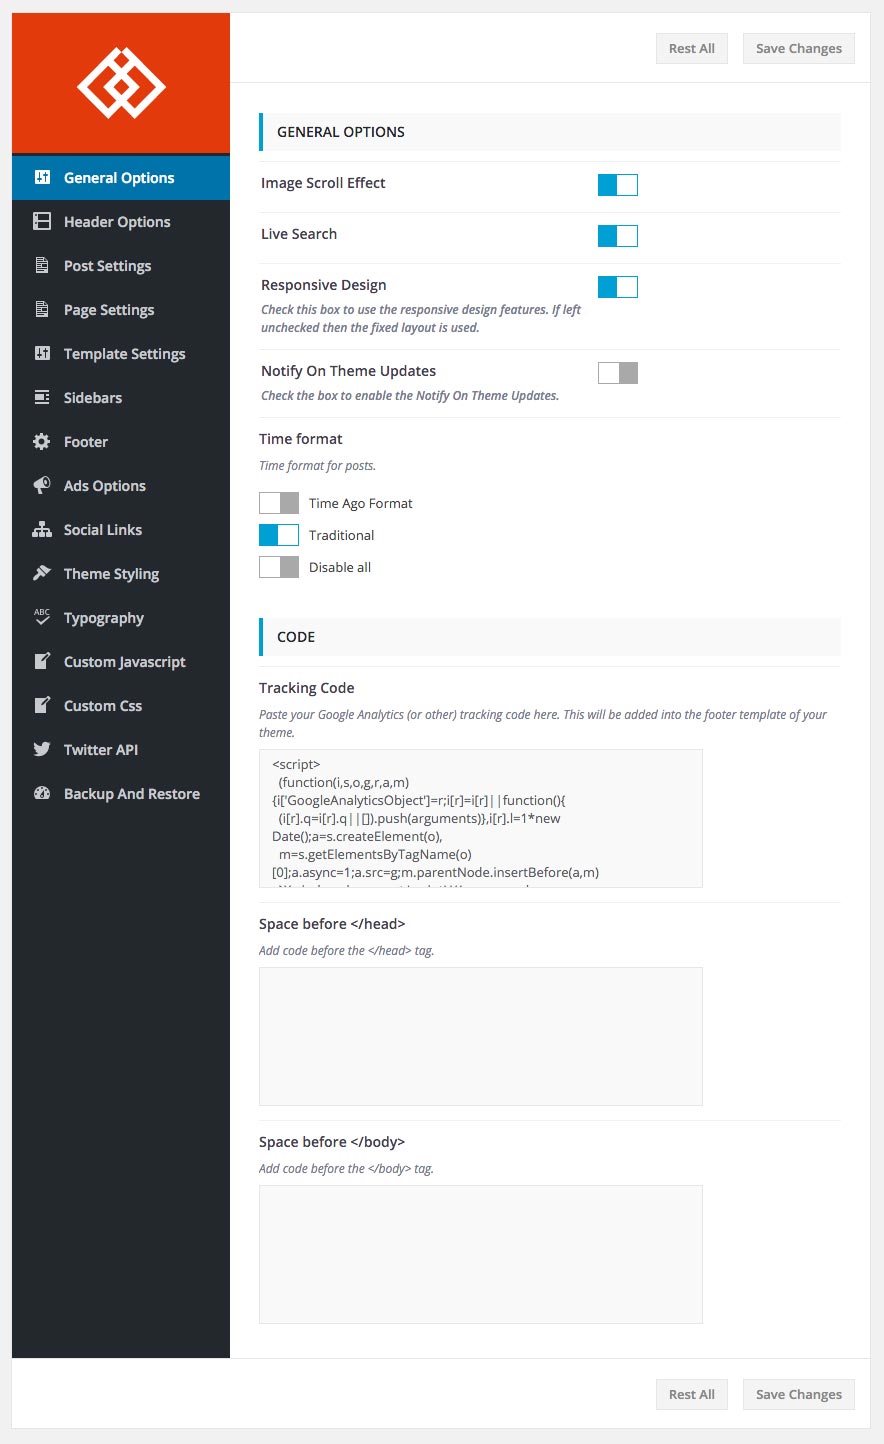 Rest All
Save Changes
General Options
Header Options
Post Settings
Page Settings
Template Settings
Sidebars
Footer
Ads Options
Social Links
Theme Styling
ABC
Typography
Custom Javascript
Custom Css
Twitter API
Backup And Restore
GENERAL OPTIONS
Image Scroll Effect
Live Search
Responsive Design
Check this box to use the responsive design features. If left
unchecked then the fixed layout is used.
Notify On Theme Updates
Check the box to enable the Notify On Theme Updates.
Time format
Time format for posts.
Time Ago Format
Traditional
Disable all
CODE
Tracking Code
Paste your Google Analytics (or other) tracking code here. This will be added into the footer template of your
theme.
<script>
(function(i,s,o,g,r,a,m)
{i['GoogleAnalyticsObject']=r;i[r]=i[r]||function(){
(i[r].q=i[r].q||[]).push(arguments)},i[r].l=1*new
Date();a=s.createElement(o),
m=s.getElementsByTagName(o)
[0];a.async=1;a.src=g;m.parentNode.insertBefore(a,m)
Space before </head>
Add code before the </head> tag.
Space before </body>
Add code before the </body> tag.
Rest All
Save Changes